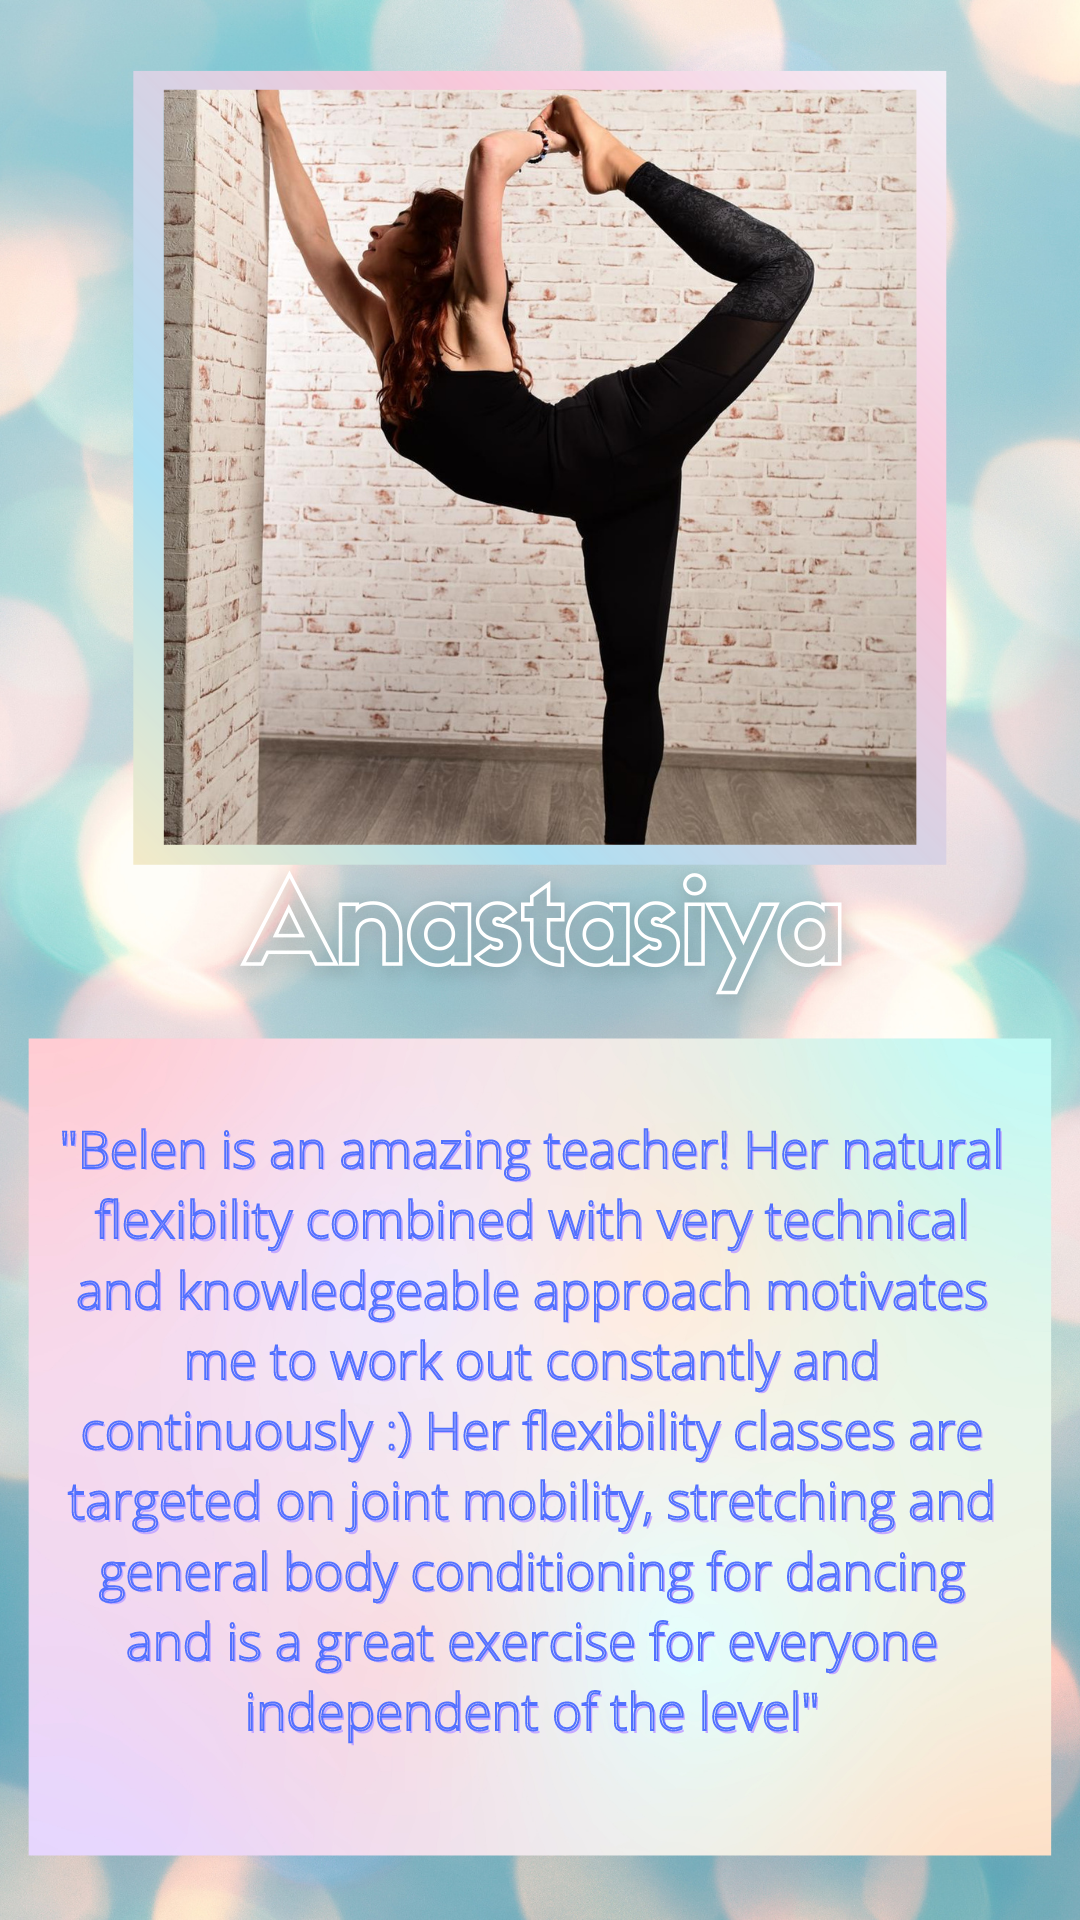 Anastasiya
"Belen is an amazing teacher! Her natural
flexibility combined with very technical
and knowledgeable approach motivates
me to work out constantly and
continuously :) Her flexibility classes are
targeted on joint mobility, stretching and
general body conditioning for dancing
and is a great exercise for everyone
independent of the level"